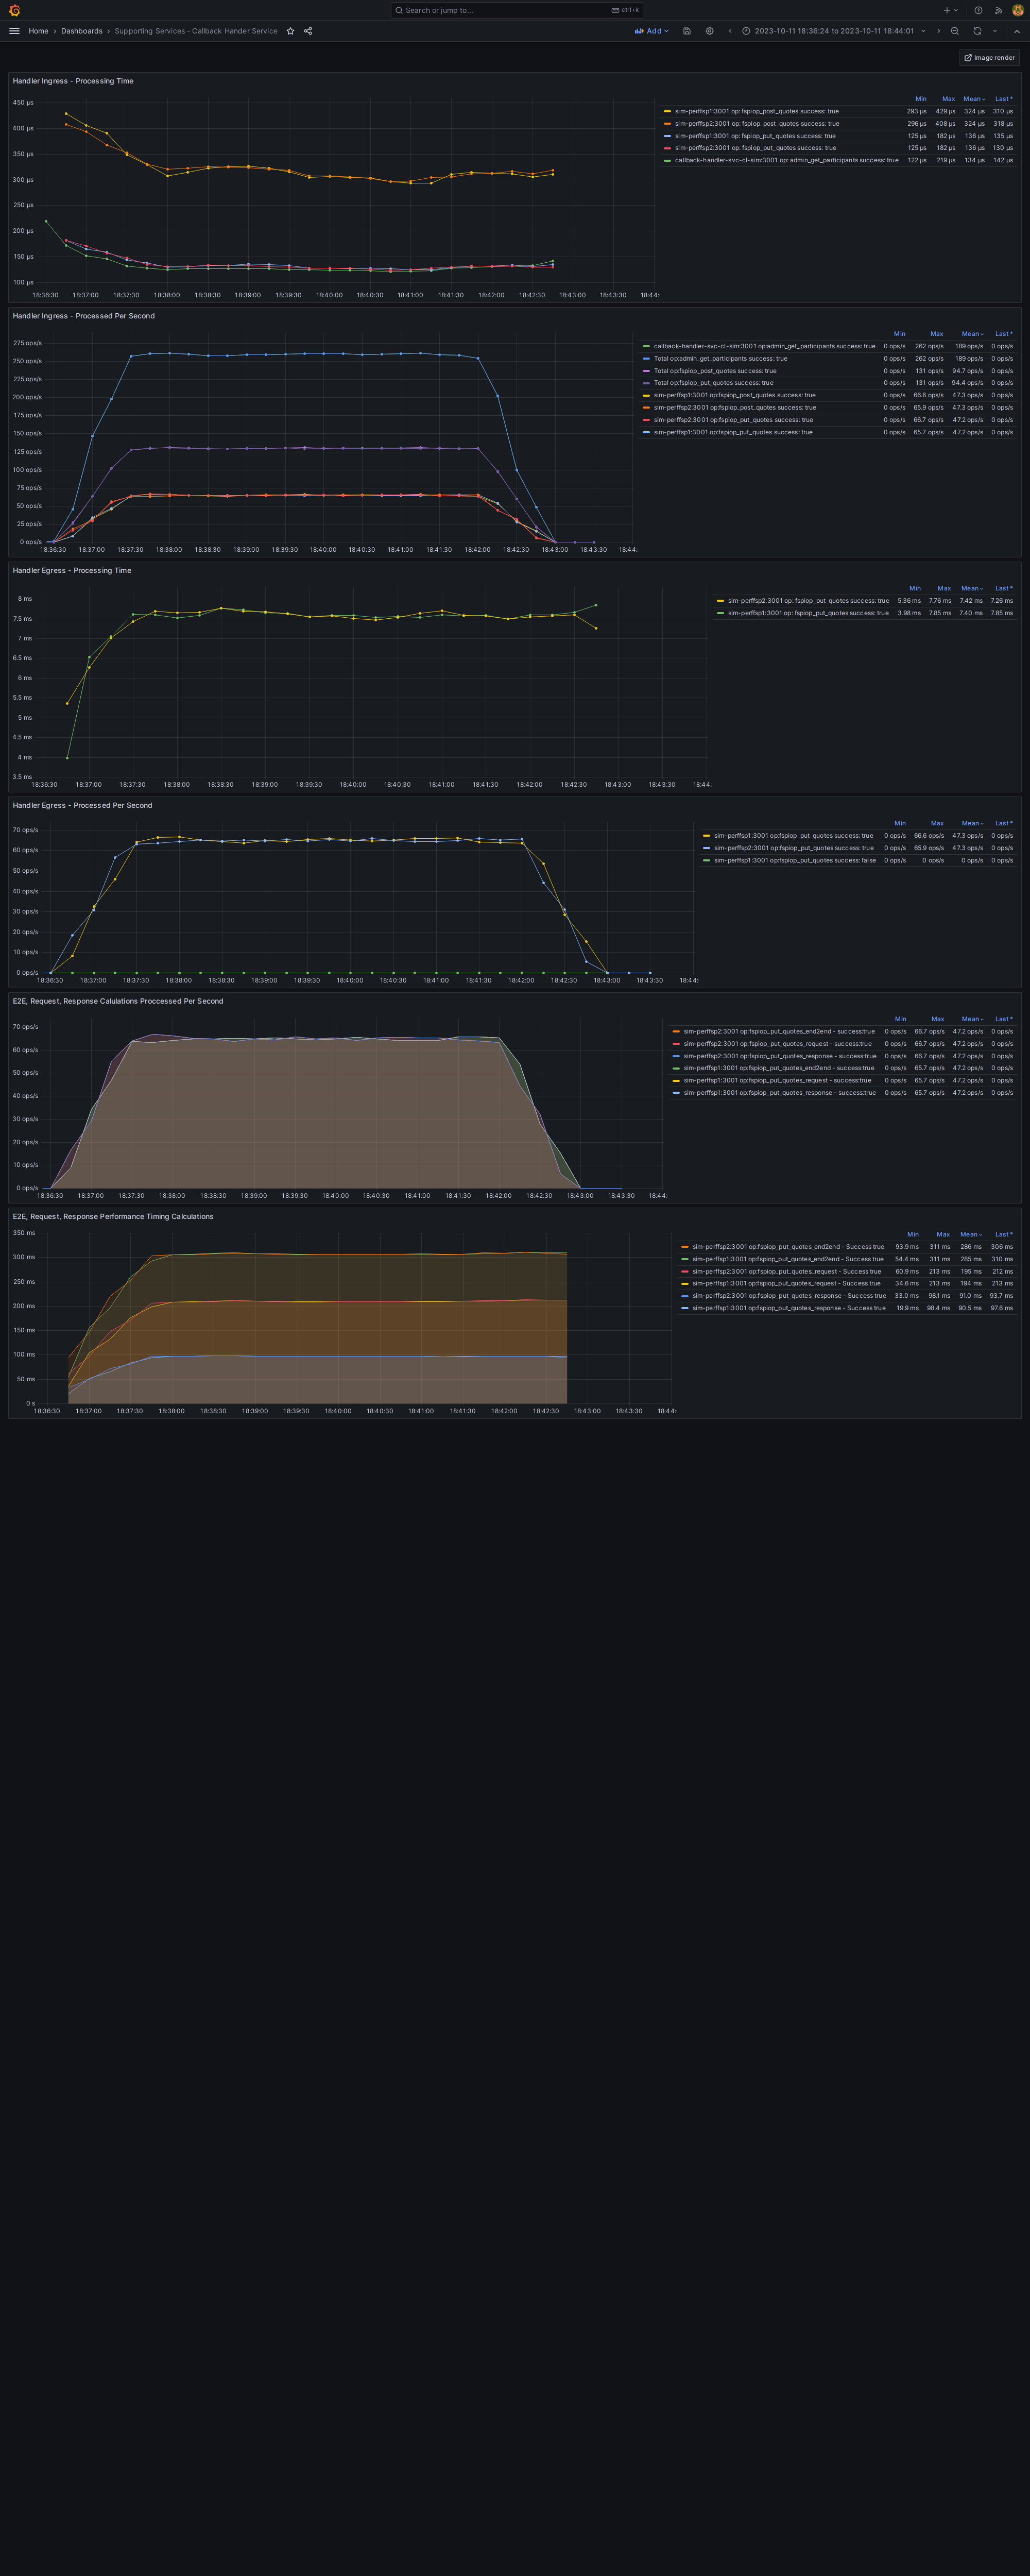 Search or jump to... ctrl+k
Home Dashboards Supporting Services - Callback Hander Service Add 2023-10-11 18:36:24 to 2023-10-11 18:44:01
Image render
Handler Ingress - Processing Time
450 µs
400 µs
350 µs
300 µs
250 µs
200 µs
150 µs
100 µs
18:36:30 18:37:00 18:37:30 18:38:00 18:38:30 18:39:00 18:39:30 18:40:00 18:40:30 18:41:00 18:41:30 18:42:00 18:42:30 18:43:00 18:43:30 18:44:
Min Max Mean Last *
sim-perffsp1:3001 op: fspiop_post_quotes success: true 293 µs 429 µs 324 µs 310 µs
sim-perffsp2:3001 op: fspiop_post_quotes success: true 296 µs 408 µs 324 µs 318 µs
sim-perffsp1:3001 op: fspiop_put_quotes success: true 125 µs 182 µs 136 µs 135 µs
sim-perffsp2:3001 op: fspiop_put_quotes success: true 125 µs 182 µs 136 µs 130 µs
callback-handler-svc-cl-sim:3001 op: admin_get_participants success: true 122 µs 219 µs 134 µs 142 µs
Handler Ingress - Processed Per Second
275 ops/s
250 ops/s
225 ops/s
200 ops/s
175 ops/s
150 ops/s
125 ops/s
100 ops/s
75 ops/s
50 ops/s
25 ops/s
0 ops/s
18:36:30 18:37:00 18:37:30 18:38:00 18:38:30 18:39:00 18:39:30 18:40:00 18:40:30 18:41:00 18:41:30 18:42:00 18:42:30 18:43:00 18:43:30 18:44:
Min Max Mean Last *
callback-handler-svc-cl-sim:3001 op:admin_get_participants success: true 0 ops/s 262 ops/s 189 ops/s 0 ops/s
Total op:admin_get_participants success: true 0 ops/s 262 ops/s 189 ops/s 0 ops/s
Total op:fspiop_post_quotes success: true 0 ops/s 131 ops/s 94.7 ops/s 0 ops/s
Total op:fspiop_put_quotes success: true 0 ops/s 131 ops/s 94.4 ops/s 0 ops/s
sim-perffsp1:3001 op:fspiop_post_quotes success: true 0 ops/s 66.6 ops/s 47.3 ops/s 0 ops/s
sim-perffsp2:3001 op:fspiop_post_quotes success: true 0 ops/s 65.9 ops/s 47.3 ops/s 0 ops/s
sim-perffsp2:3001 op:fspiop_put_quotes success: true 0 ops/s 66.7 ops/s 47.2 ops/s 0 ops/s
sim-perffsp1:3001 op:fspiop_put_quotes success: true 0 ops/s 65.7 ops/s 47.2 ops/s 0 ops/s
Handler Egress - Processing Time
8 ms
7.5 ms
7 ms
6.5 ms
6 ms
5.5 ms
5 ms
4.5 ms
4 ms
3.5 ms
18:36:30 18:37:00 18:37:30 18:38:00 18:38:30 18:39:00 18:39:30 18:40:00 18:40:30 18:41:00 18:41:30 18:42:00 18:42:30 18:43:00 18:43:30 18:44:
Min Max Mean Last *
sim-perffsp2:3001 op: fspiop_put_quotes success: true 5.36 ms 7.76 ms 7.42 ms 7.26 ms
sim-perffsp1:3001 op: fspiop_put_quotes success: true 3.98 ms 7.85 ms 7.40 ms 7.85 ms
Handler Egress - Processed Per Second
70 ops/s
60 ops/s
50 ops/s
40 ops/s
30 ops/s
20 ops/s
10 ops/s
0 ops/s
18:36:30 18:37:00 18:37:30 18:38:00 18:38:30 18:39:00 18:39:30 18:40:00 18:40:30 18:41:00 18:41:30 18:42:00 18:42:30 18:43:00 18:43:30 18:44:
Min Max Mean Last *
sim-perffsp1:3001 op:fspiop_put_quotes success: true 0 ops/s 66.6 ops/s 47.3 ops/s 0 ops/s
sim-perffsp2:3001 op:fspiop_put_quotes success: true 0 ops/s 65.9 ops/s 47.3 ops/s 0 ops/s
sim-perffsp1:3001 op:fspiop_put_quotes success: false 0 ops/s 0 ops/s 0 ops/s 0 ops/s
E2E, Request, Response Calulations Proccessed Per Second
70 ops/s
60 ops/s
50 ops/s
40 ops/s
30 ops/s
20 ops/s
10 ops/s
0 ops/s
18:36:30 18:37:00 18:37:30 18:38:00 18:38:30 18:39:00 18:39:30 18:40:00 18:40:30 18:41:00 18:41:30 18:42:00 18:42:30 18:43:00 18:43:30 18:44:
Min Max Mean Last *
sim-perffsp2:3001 op:fspiop_put_quotes_end2end - success:true 0 ops/s 66.7 ops/s 47.2 ops/s 0 ops/s
sim-perffsp2:3001 op:fspiop_put_quotes_request - success:true 0 ops/s 66.7 ops/s 47.2 ops/s 0 ops/s
sim-perffsp2:3001 op:fspiop_put_quotes_response - success:true 0 ops/s 66.7 ops/s 47.2 ops/s 0 ops/s
sim-perffsp1:3001 op:fspiop_put_quotes_end2end - success:true 0 ops/s 65.7 ops/s 47.2 ops/s 0 ops/s
sim-perffsp1:3001 op:fspiop_put_quotes_request - success:true 0 ops/s 65.7 ops/s 47.2 ops/s 0 ops/s
sim-perffsp1:3001 op:fspiop_put_quotes_response - success:true 0 ops/s 65.7 ops/s 47.2 ops/s 0 ops/s
E2E, Request, Response Performance Timing Calculations
350 ms
300 ms
250 ms
200 ms
150 ms
100 ms
50 ms
0 s
18:36:30 18:37:00 18:37:30 18:38:00 18:38:30 18:39:00 18:39:30 18:40:00 18:40:30 18:41:00 18:41:30 18:42:00 18:42:30 18:43:00 18:43:30 18:44:
Min Max Mean Last *
sim-perffsp2:3001 op:fspiop_put_quotes_end2end - Success true 93.9 ms 311 ms 286 ms 306 ms
sim-perffsp1:3001 op:fspiop_put_quotes_end2end - Success true 54.4 ms 311 ms 285 ms 310 ms
sim-perffsp2:3001 op:fspiop_put_quotes_request - Success true 60.9 ms 213 ms 195 ms 212 ms
sim-perffsp1:3001 op:fspiop_put_quotes_request - Success true 34.6 ms 213 ms 194 ms 213 ms
sim-perffsp2:3001 op:fspiop_put_quotes_response - Success true 33.0 ms 98.1 ms 91.0 ms 93.7 ms
sim-perffsp1:3001 op:fspiop_put_quotes_response - Success true 19.9 ms 98.4 ms 90.5 ms 97.6 ms